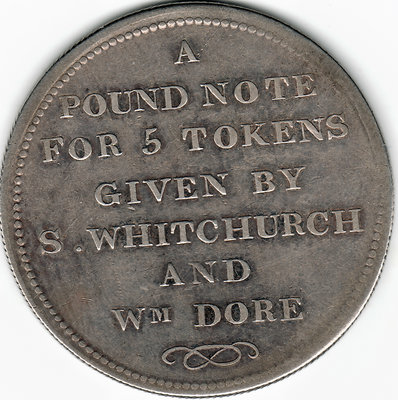 A
POUND NOTE
FOR 5 TOKENS
GIVEN BY
S. WHITCHURCH
AND
WM DORE